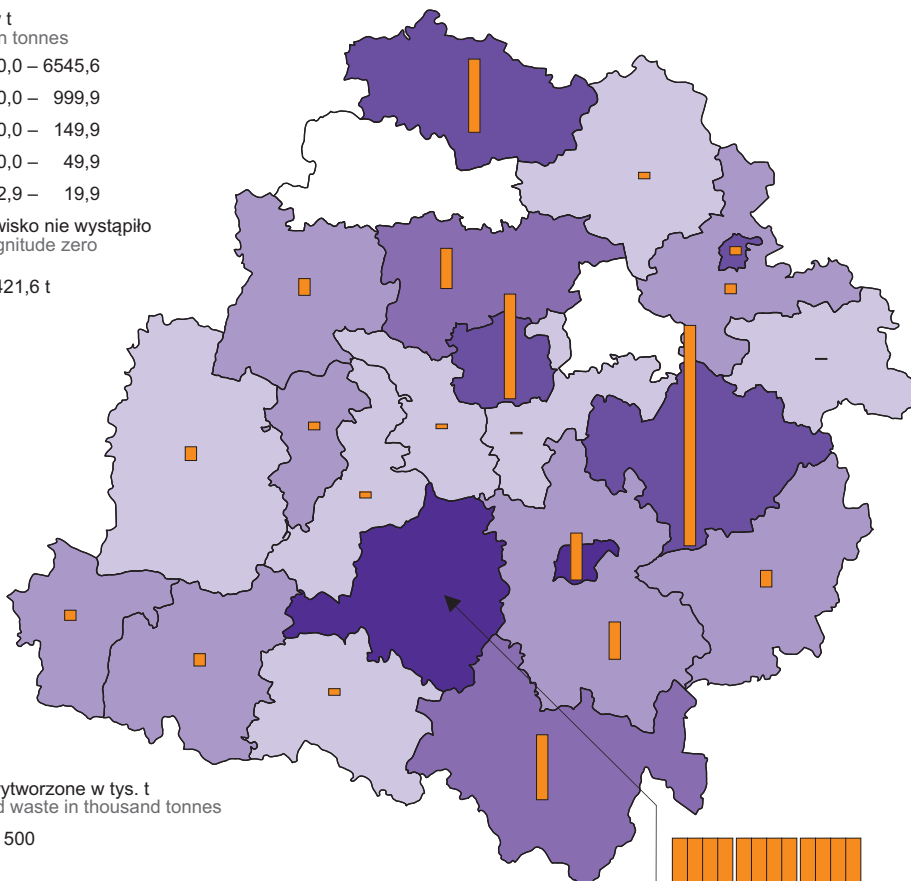 t
tonnes
0,0 – 6545,6
0,0 – 999,9
0,0 – 149,9
0,0 – 49,9
2,9 – 19,9
wisko nie wystąpiło
gnitude zero
421,6 t
ytworzone w tys. t
d waste in thousand tonnes
500